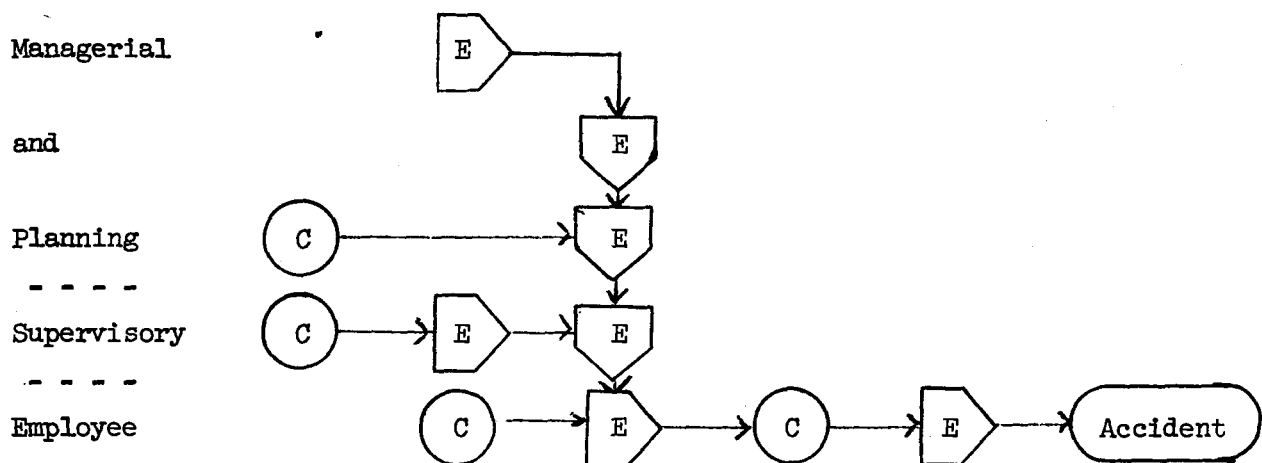 Managerial E
and E
Planning C E
- - - -
Supervisory C E E
- - - -
Employee C E C E Accident